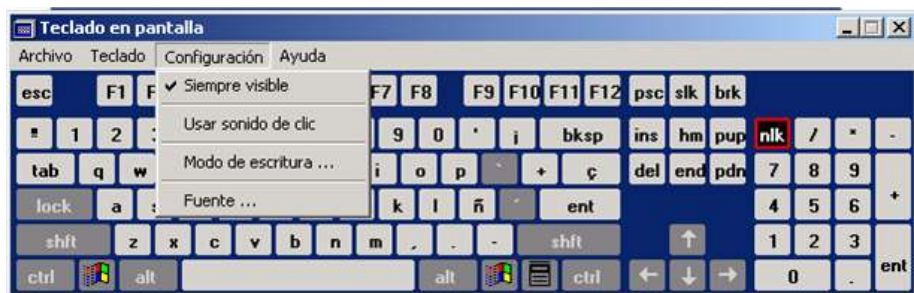 Teclado en pantalla
Archivo Teclado Configuración Ayuda
Siempre visible
Usar sonido de clic
Modo de escritura ...
Fuente ...
esc F1 F7 F8 F9 F10 F11 F12 psc slk brk
1 2 9 0 ' ¡ bksp ins hm pup nlk / * -
tab q w i o p ` + ç del end pdn 7 8 9 +
lock a k l ñ ´ ent 4 5 6
shft z x c v b n m , . - shft ↑ 1 2 3
ctrl alt alt ctrl ← ↓ → 0 . ent